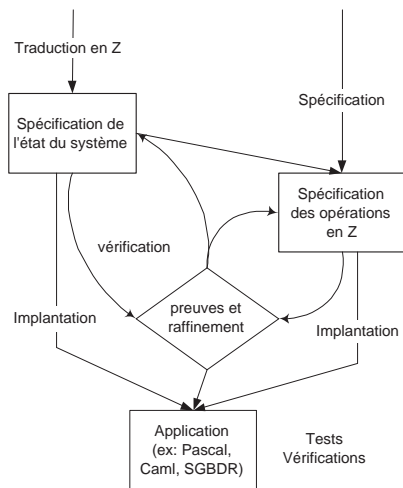 Traduction en Z
Spécification
Spécification de
l'état du système
Spécification
des opérations
en Z
vérification
preuves et
raffinement
Implantation
Implantation
Application
(ex: Pascal,
Caml, SGBDR)
Tests
Vérifications